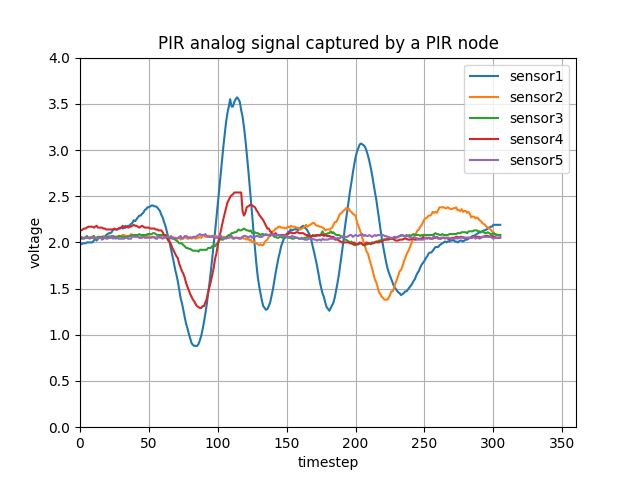 PIR analog signal captured by a PIR node
4.0
3.5
3.0
2.5
2.0
1.5
1.0
0.5
0.0
voltage
sensor1
sensor2
sensor3
sensor4
sensor5
0 50 100 150 200 250 300 350
timestep